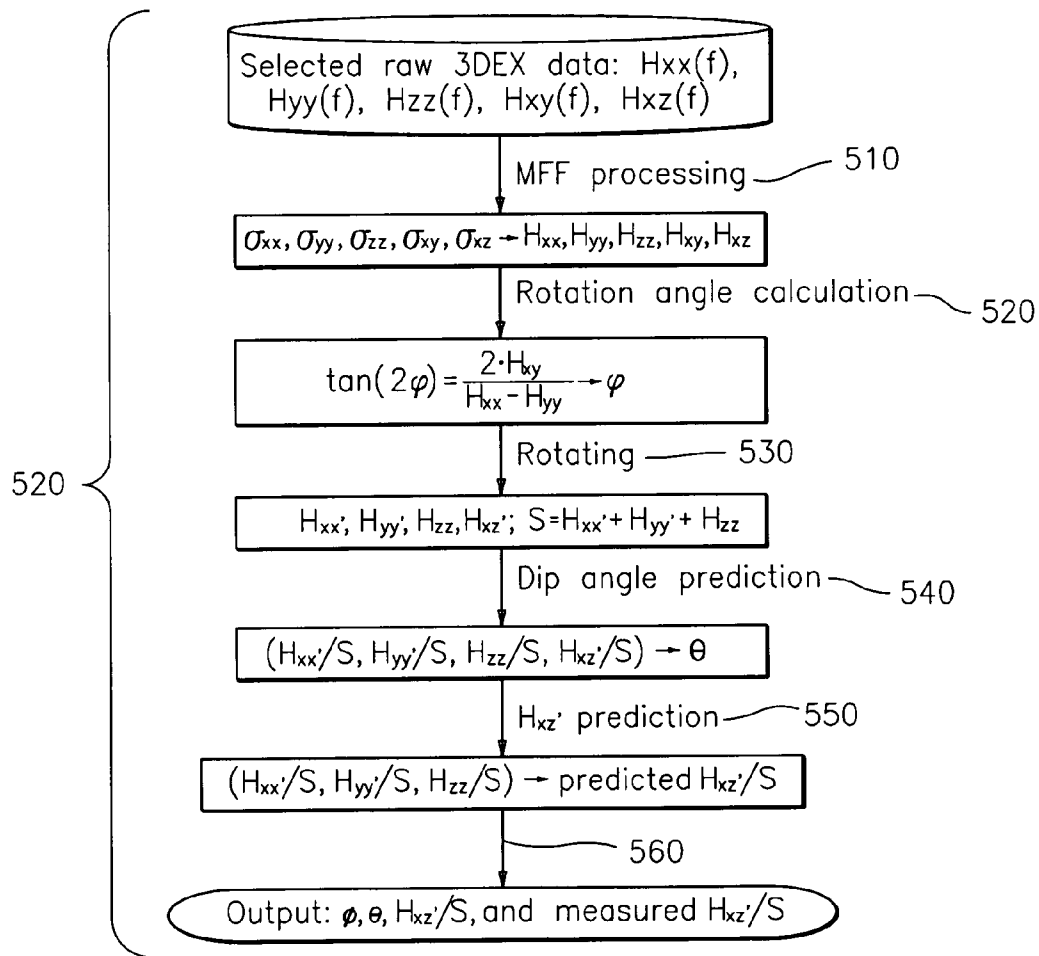 Selected raw 3DEX data: Hxx(f),
Hyy(f), Hzz(f), Hxy(f), Hxz(f)
MFF processing
510
σxx, σyy, σzz, σxy, σxz → Hxx, Hyy, Hzz, Hxy, Hxz
Rotation angle calculation
520
tan(2φ) = 2·Hxy / Hxx − Hyy → φ
Rotating
530
520
Hxx', Hyy', Hzz, Hxz'; S=Hxx'+Hyy'+Hzz
Dip angle prediction
540
(Hxx'/S, Hyy'/S, Hzz/S, Hxz'/S) → θ
Hxz' prediction
550
(Hxx'/S, Hyy'/S, Hzz/S) → predicted Hxz'/S
560
Output: ϕ, θ, Hxz'/S, and measured Hxz'/S